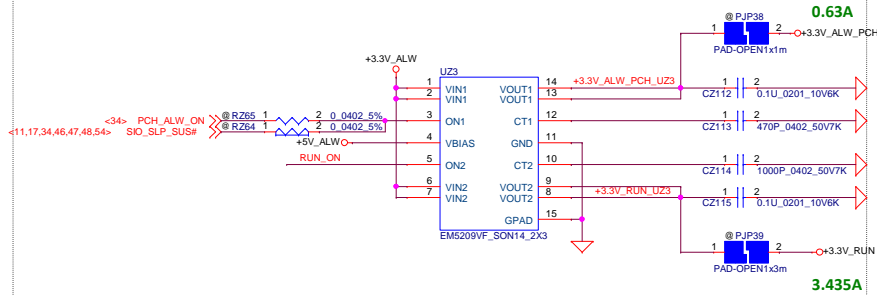 @ PJP38
0.63A
1
2
+3.3V_ALW_PCH
PAD-OPEN1x1m
+3.3V_ALW
UZ3
1 VIN1 VOUT1 14 +3.3V_ALW_PCH_UZ3
2 VIN1 VOUT1 13
1 2
CZ112 0.1U_0201_10V6K
<34> PCH_ALW_ON @ RZ65 1 2 0_0402_5%
3 ON1 CT1 12
1 2
CZ113 470P_0402_50V7K
<11,17,34,46,47,48,54> SIO_SLP_SUS# @ RZ64 1 2 0_0402_5%
+5V_ALW 4 VBIAS GND 11
RUN_ON 5 ON2 CT2 10
1 2
CZ114 1000P_0402_50V7K
6 VIN2 VOUT2 9
7 VIN2 VOUT2 8 +3.3V_RUN_UZ3
1 2
CZ115 0.1U_0201_10V6K
GPAD 15
EM5209VF_SON14_2X3
@ PJP39
1
2
+3.3V_RUN
PAD-OPEN1x3m
3.435A